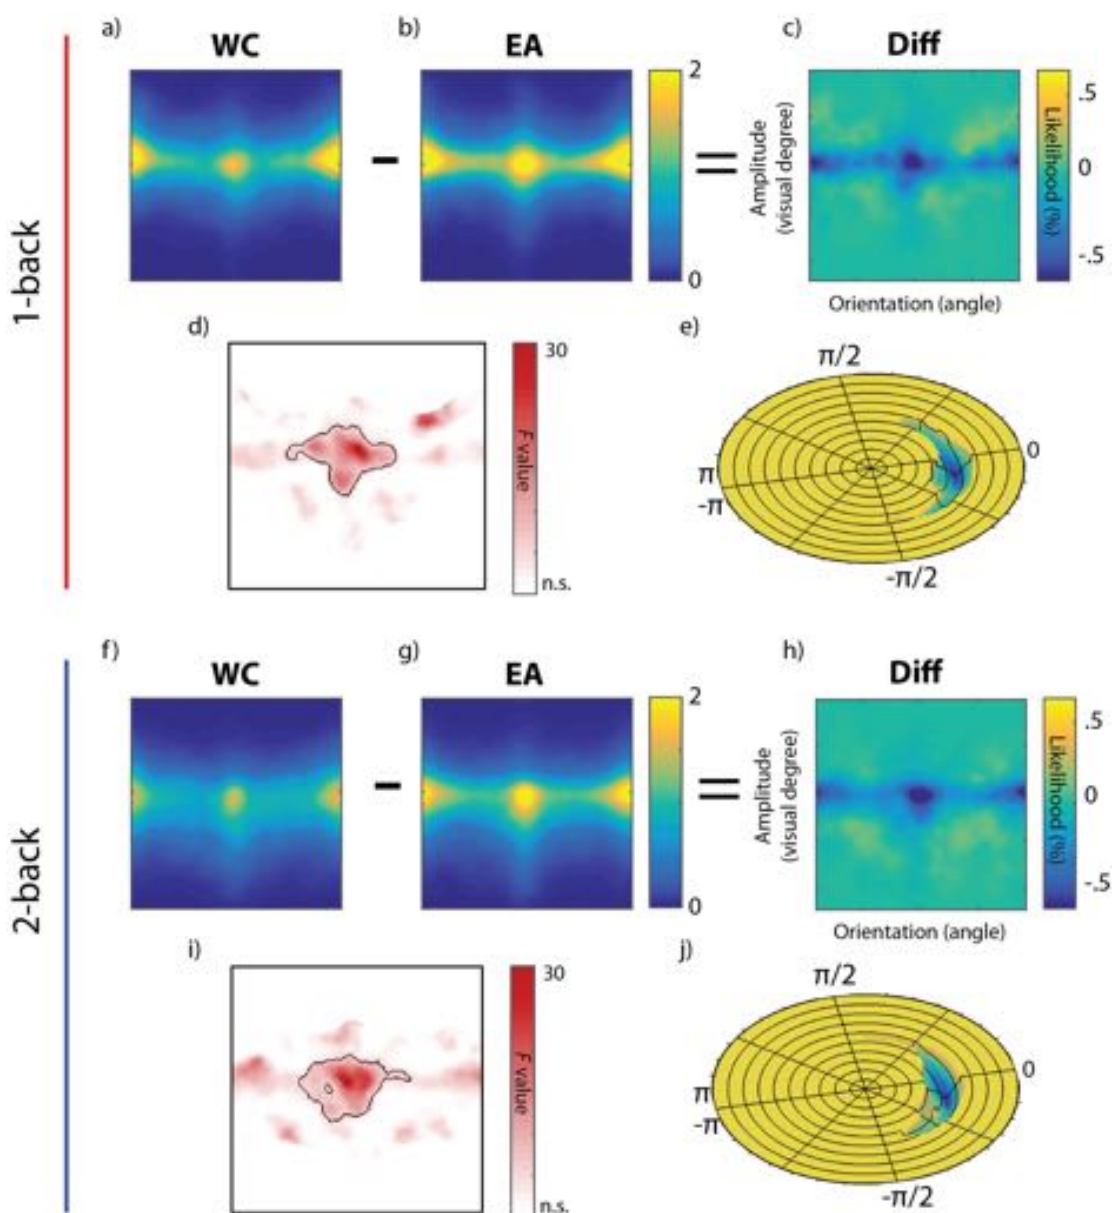 1-back
a)
WC
b)
EA
c)
Diff
-
=
2
0
Amplitude
(visual degree)
Orientation (angle)
Likelihood (%)
.5
0
-.5
d)
30
F value
n.s.
e)
π/2
0
π
-π
-π/2
2-back
f)
WC
g)
EA
h)
Diff
-
=
2
0
Amplitude
(visual degree)
Orientation (angle)
Likelihood (%)
.5
0
-.5
i)
30
F value
n.s.
j)
π/2
0
π
-π
-π/2